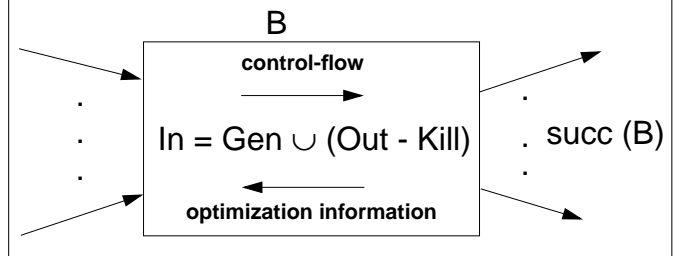 B
control-flow
In = Gen ∪ (Out - Kill)
succ (B)
optimization information